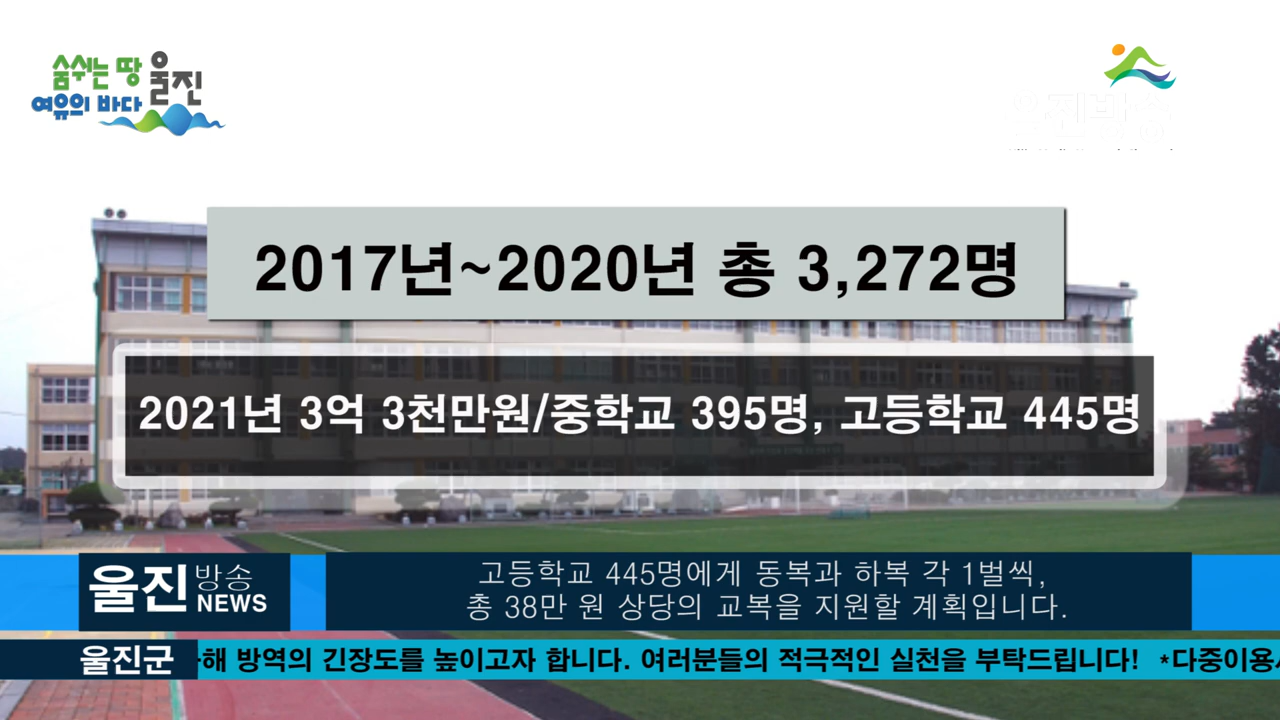 숨쉬는 땅
여유의 바다
울진
울진방송
2017년~2020년 총 3,272명
2021년 3억 3천만원/중학교 395명, 고등학교 445명
울진 방송 NEWS
고등학교 445명에게 동복과 하복 각 1벌씩,
총 38만 원 상당의 교복을 지원할 계획입니다.
울진군
해 방역의 긴장도를 높이고자 합니다. 여러분들의 적극적인 실천을 부탁드립니다! *다중이용